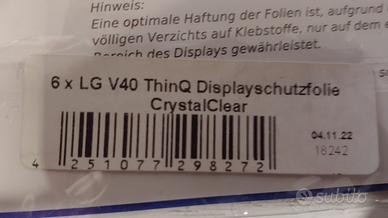 Hinweis:
Eine optimale Haftung der Folien ist, aufgrund
völligen Verzichts auf Klebstoffe, nur auf dem e
Bereich des Displays gewährleistet.
6 x LG V40 ThinQ Displayschutzfolie
CrystalClear
04.11.22
18242
4 251077 298272
subito